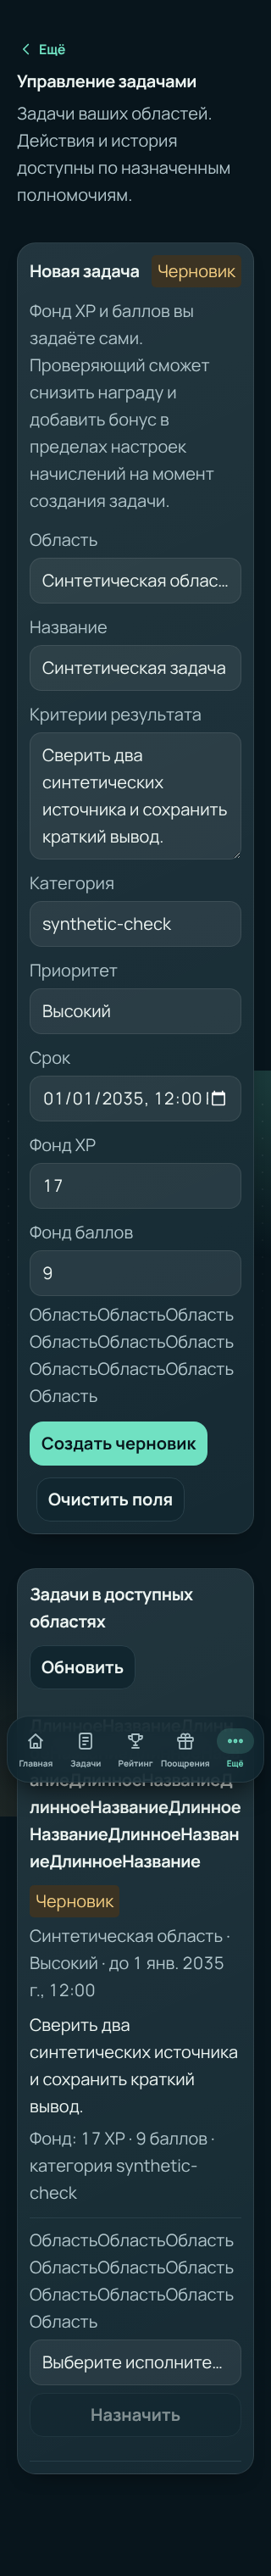 Ещё
Управление задачами
Задачи ваших областей.
Действия и история
доступны по назначенным
полномочиям.
Новая задача
Черновик
Фонд XP и баллов вы
задаёте сами.
Проверяющий сможет
снизить награду и
добавить бонус в
пределах настроек
начислений на момент
создания задачи.
Область
Синтетическая облас...
Название
Синтетическая задача
Критерии результата
Сверить два
синтетических
источника и сохранить
краткий вывод.
Категория
synthetic-check
Приоритет
Высокий
Срок
01/01/2035, 12:00
Фонд XP
17
Фонд баллов
9
ОбластьОбластьОбласть
ОбластьОбластьОбласть
ОбластьОбластьОбласть
Область
Создать черновик
Очистить поля
Задачи в доступных
областях
Обновить
Главная
Задачи
Рейтинг
Поощрения
Ещё
аниеДлинноеНазваниеД
линноеНазваниеДлинное
НазваниеДлинноеНазван
иеДлинноеНазвание
Черновик
Синтетическая область ·
Высокий · до 1 янв. 2035
г., 12:00
Сверить два
синтетических источника
и сохранить краткий
вывод.
Фонд: 17 XP · 9 баллов ·
категория synthetic-
check
ОбластьОбластьОбласть
ОбластьОбластьОбласть
ОбластьОбластьОбласть
Область
Выберите исполните...
Назначить